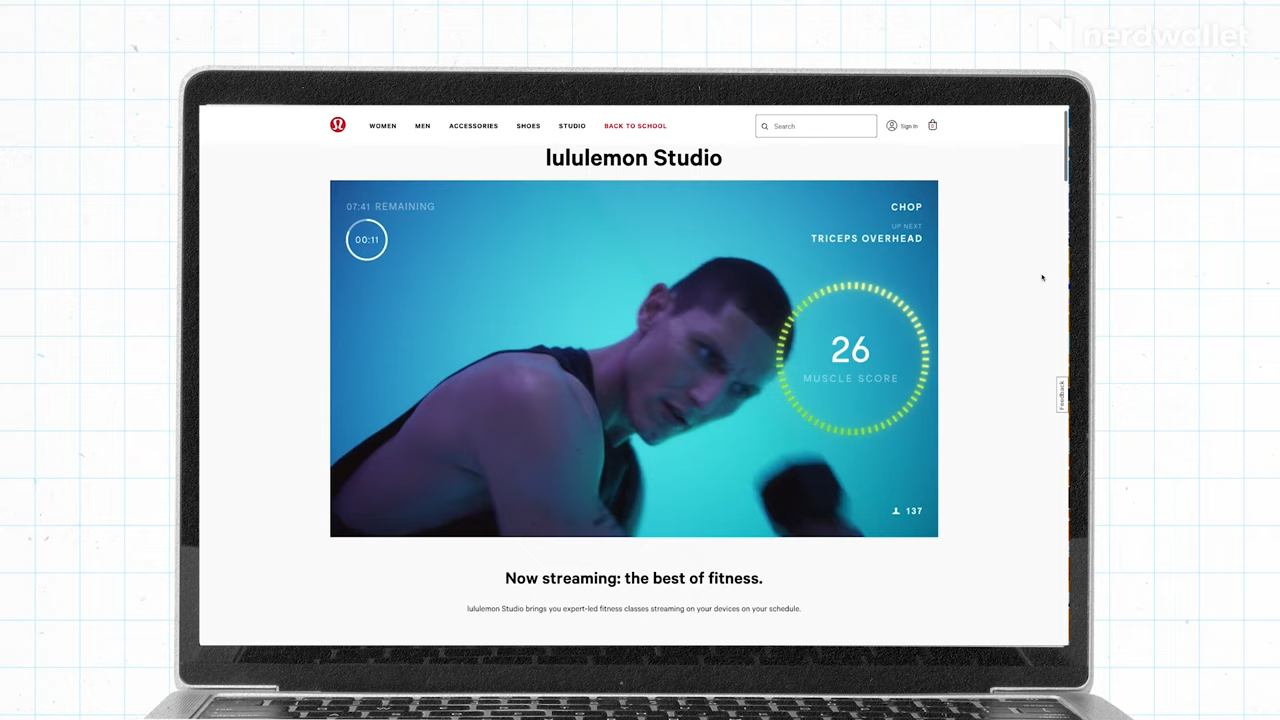 nerdwallet
WOMEN MEN ACCESSORIES SHOES STUDIO BACK TO SCHOOL
Search
Sign In
0
lululemon Studio
07:41 REMAINING
00:11
CHOP
UP NEXT
TRICEPS OVERHEAD
26
MUSCLE SCORE
137
Feedback
Now streaming: the best of fitness.
lululemon Studio brings you expert-led fitness classes streaming on your devices on your schedule.